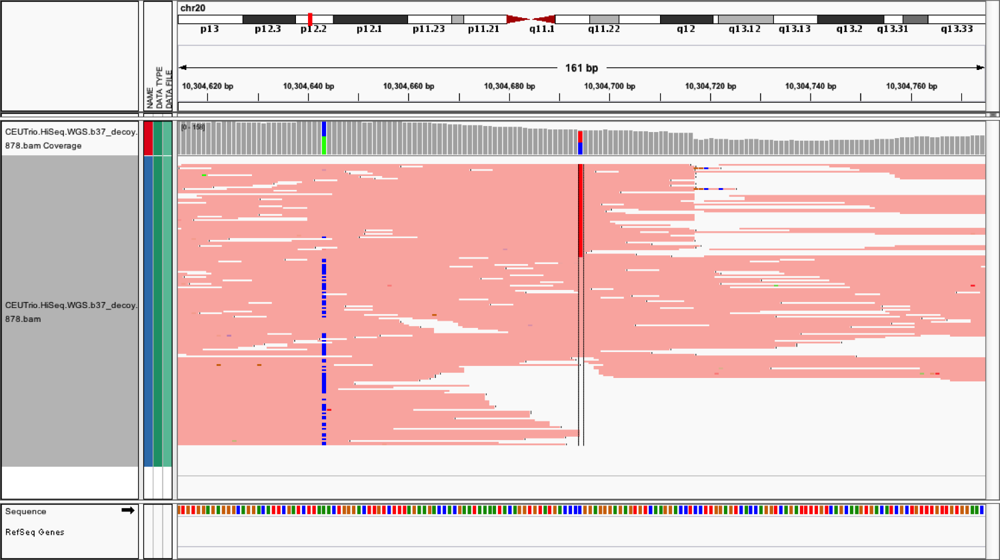 chr20
p13 p12.3 p12.2 p12.1 p11.23 p11.21 q11.1 q11.22 q12 q13.12 q13.13 q13.2 q13.31 q13.33
161 bp
10,304,620 bp 10,304,640 bp 10,304,660 bp 10,304,680 bp 10,304,700 bp 10,304,720 bp 10,304,740 bp 10,304,760 bp
NAME
DATA TYPE
DATA FILE
CEUTrio.HiSeq.WGS.b37_decoy.
878.bam Coverage
[0 - 158]
CEUTrio.HiSeq.WGS.b37_decoy.
878.bam
Sequence
RefSeq Genes